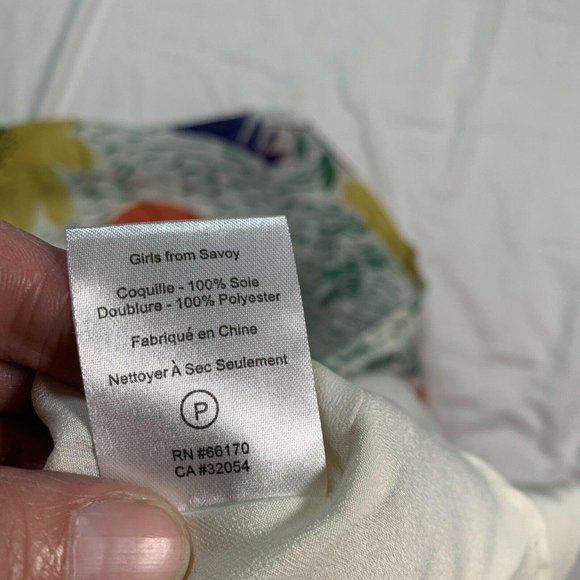 Girls from Savoy
Coquille - 100% Soie
Doublure - 100% Polyester
Fabriqué en Chine
Nettoyer À Sec Seulement
P
RN #66170
CA #32054